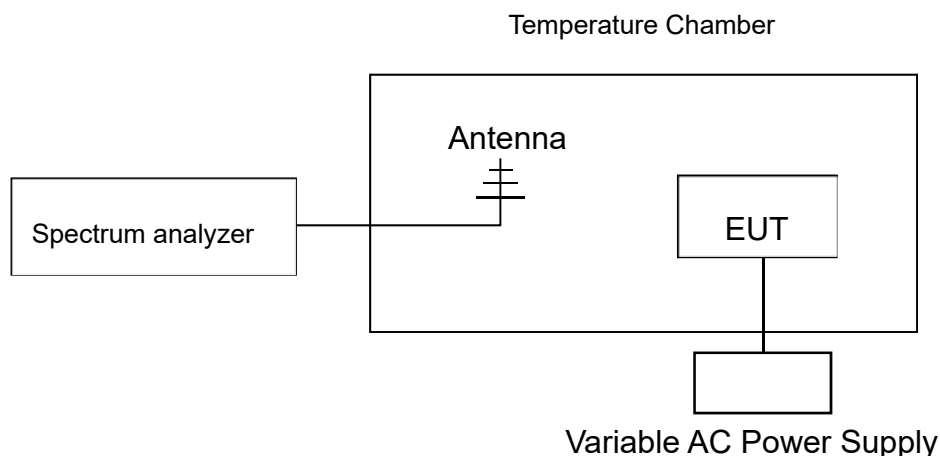 Temperature Chamber
Antenna
Spectrum analyzer
EUT
Variable AC Power Supply